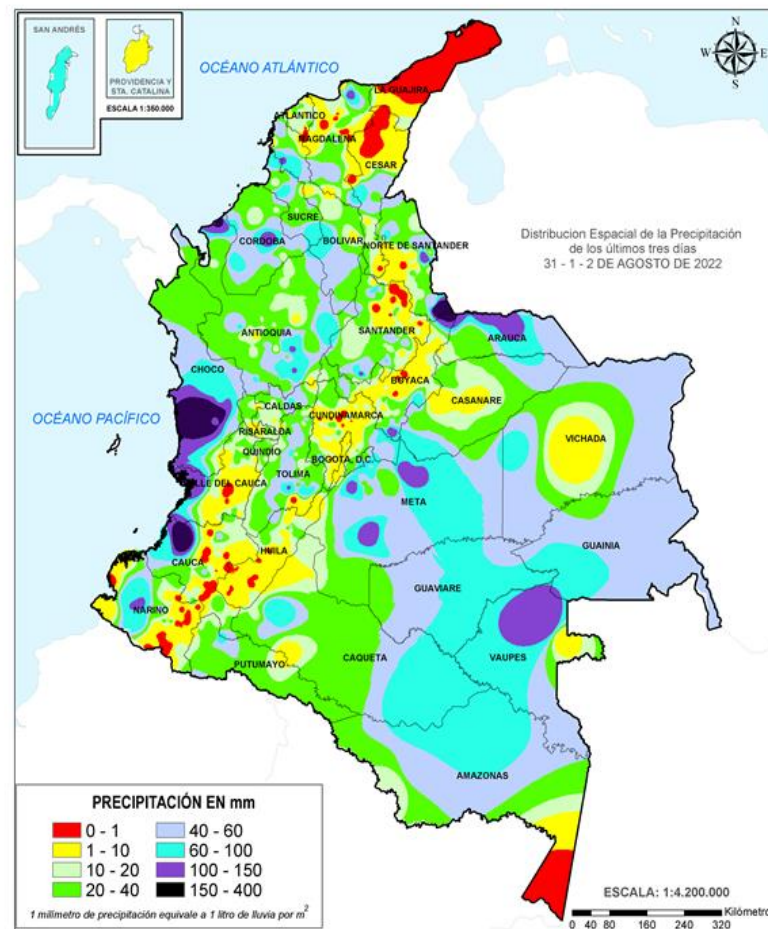 SAN ANDRÉS
PROVIDENCIA Y
STA. CATALINA
ESCALA 1:350.000
OCÉANO ATLÁNTICO
N
W
E
S
LA GUAJIRA
ATLANTICO
MAGDALENA
CESAR
SUCRE
CORDOBA
BOLIVAR
NORTE DE SANTANDER
Distribucion Espacial de la Precipitación
de los últimos tres días
31 - 1 - 2 DE AGOSTO DE 2022
ANTIOQUIA
SANTANDER
ARAUCA
CHOCO
BOYACA
CASANARE
OCÉANO PACÍFICO
CALDAS
CUNDINAMARCA
RISARALDA
VICHADA
QUINDIO
BOGOTA, D.C.
TOLIMA
VALLE DEL CAUCA
META
HUILA
GUAINIA
CAUCA
GUAVIARE
NARIÑO
VAUPES
CAQUETA
PUTUMAYO
AMAZONAS
PRECIPITACIÓN EN mm
0 - 1
40 - 60
1 - 10
60 - 100
10 - 20
100 - 150
20 - 40
150 - 400
1 milímetro de precipitación equivale a 1 litro de lluvia por m²
ESCALA: 1:4.200.000
Kilómetro
0 40 80 160 240 320